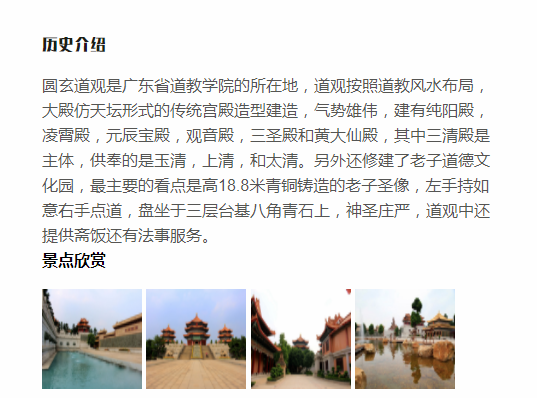 历史介绍
圆玄道观是广东省道教学院的所在地，道观按照道教风水布局，
大殿仿天坛形式的传统宫殿造型建造，气势雄伟，建有纯阳殿，
凌霄殿，元辰宝殿，观音殿，三圣殿和黄大仙殿，其中三清殿是
主体，供奉的是玉清，上清，和太清。另外还修建了老子道德文
化园，最主要的看点是高18.8米青铜铸造的老子圣像，左手持如
意右手点道，盘坐于三层台基八角青石上，神圣庄严，道观中还
提供斋饭还有法事服务。
景点欣赏